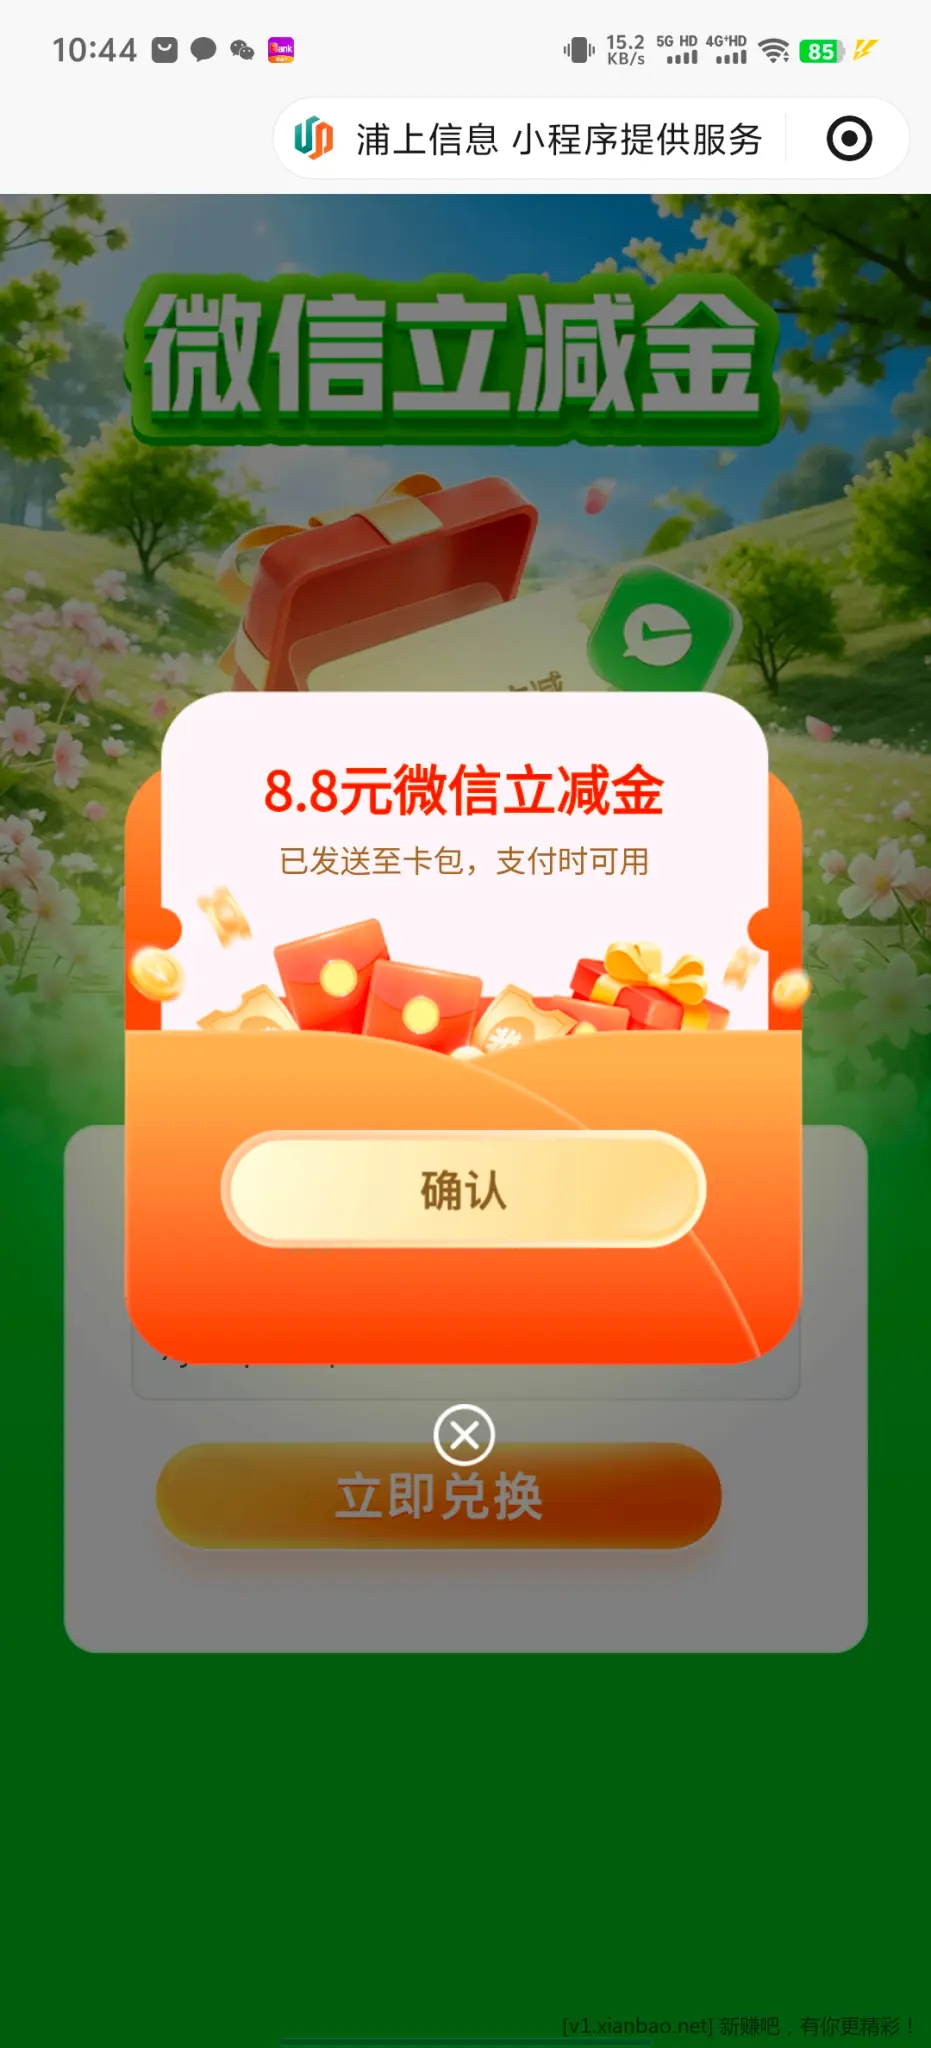 10:44
15.2 KB/s 5G HD 4G+HD 85
浦上信息 小程序提供服务
微信立减金
8.8元微信立减金
已发送至卡包，支付时可用
确认
立即兑换
[v1.xianbao.net] 新赚吧，有你更精彩！